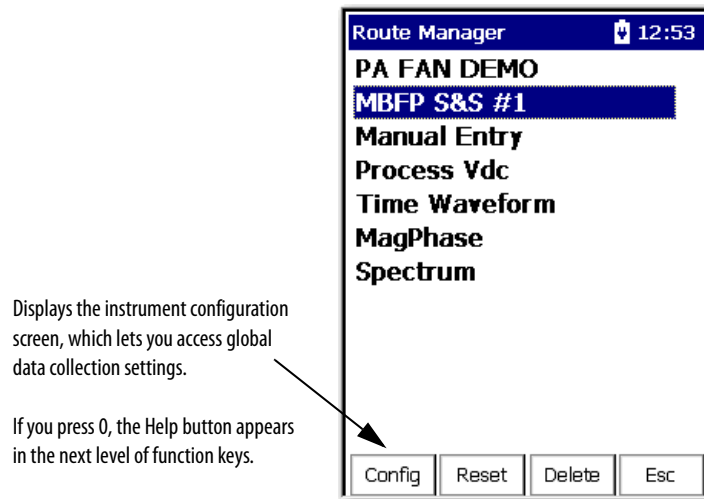 Route Manager 12:53
PA FAN DEMO
MBFP S&S #1
Manual Entry
Process Vdc
Time Waveform
MagPhase
Spectrum
Displays the instrument configuration
screen, which lets you access global
data collection settings.
If you press 0, the Help button appears
in the next level of function keys.
Config Reset Delete Esc